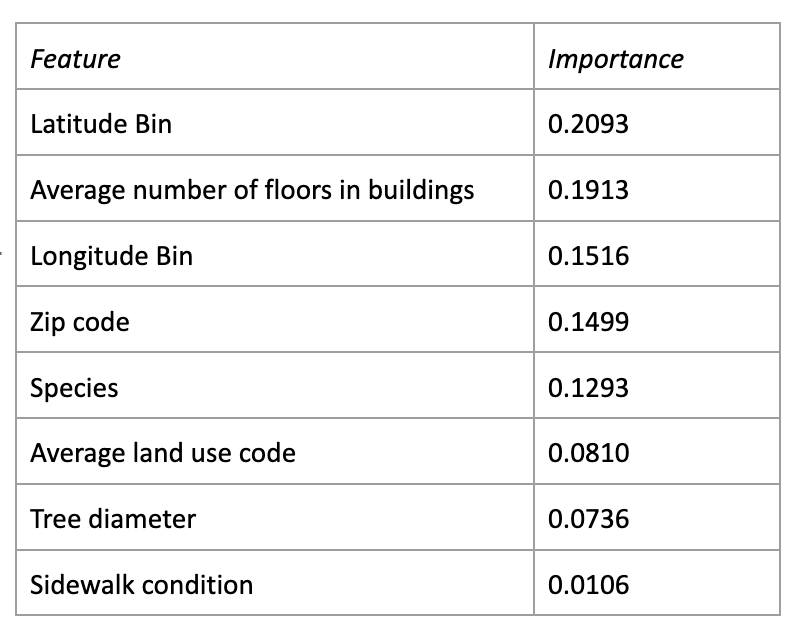 Feature Importance
Latitude Bin 0.2093
Average number of floors in buildings 0.1913
Longitude Bin 0.1516
Zip code 0.1499
Species 0.1293
Average land use code 0.0810
Tree diameter 0.0736
Sidewalk condition 0.0106